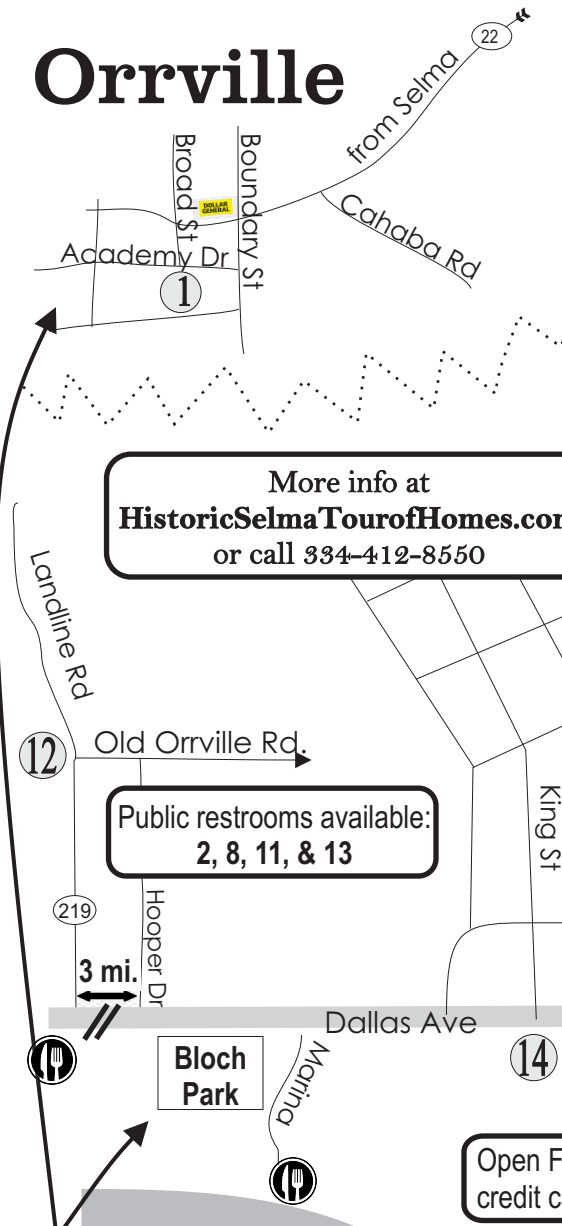 22
Orrville
from Selma
Broad St
Boundary St
DOLLAR
GENERAL
Cahaba Rd
Academy Dr
1
More info at
HistoricSelmaTourofHomes.com
or call 334-412-8550
Landline Rd
12
Old Orrville Rd.
Public restrooms available:
2, 8, 11, & 13
King St
219
Hooper Dr
3 mi.
Dallas Ave
14
Bloch
Park
Marina
Open F
credit c